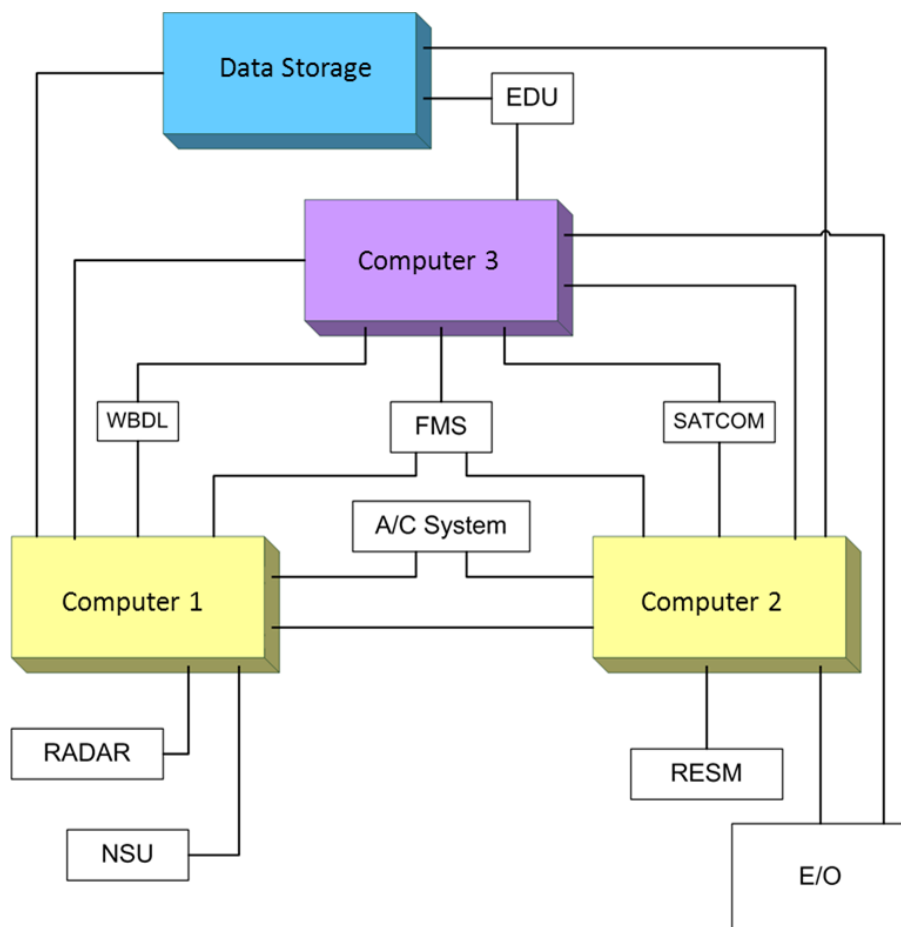 Data Storage
EDU
Computer 3
WBDL
FMS
SATCOM
A/C System
Computer 1
Computer 2
RADAR
RESM
NSU
E/O